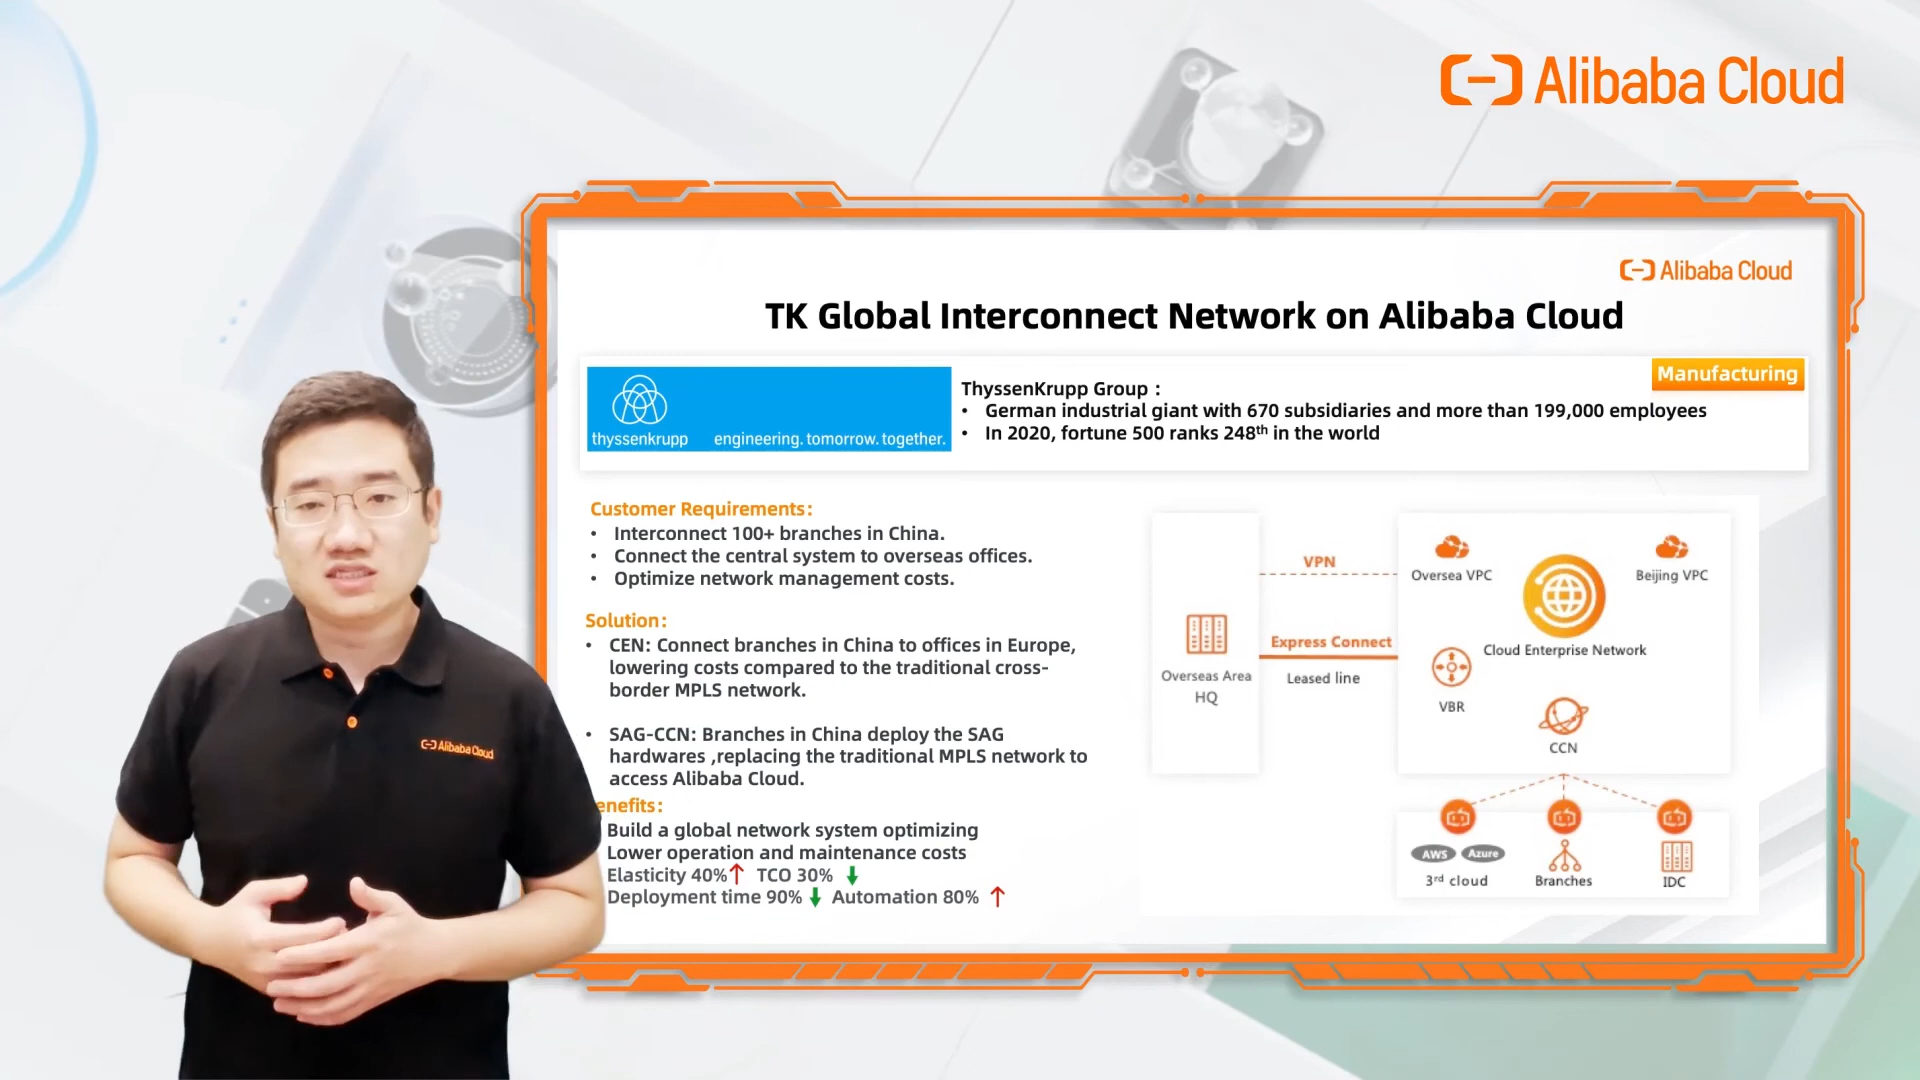 Alibaba Cloud
Alibaba Cloud
TK Global Interconnect Network on Alibaba Cloud
Manufacturing
thyssenkrupp engineering. tomorrow. together.
ThyssenKrupp Group :
• German industrial giant with 670 subsidiaries and more than 199,000 employees
• In 2020, fortune 500 ranks 248th in the world
Customer Requirements:
• Interconnect 100+ branches in China.
• Connect the central system to overseas offices.
• Optimize network management costs.
Solution:
• CEN: Connect branches in China to offices in Europe,
lowering costs compared to the traditional cross-
border MPLS network.
• SAG-CCN: Branches in China deploy the SAG
hardwares ,replacing the traditional MPLS network to
access Alibaba Cloud.
enefits:
Build a global network system optimizing
Lower operation and maintenance costs
Elasticity 40%↑ TCO 30% ↓
Deployment time 90% ↓ Automation 80% ↑
Overseas Area
HQ
VPN
Express Connect
Leased line
Oversea VPC
Beijing VPC
Cloud Enterprise Network
VBR
CCN
AWS Azure
3rd cloud
Branches
IDC
Alibaba Cloud